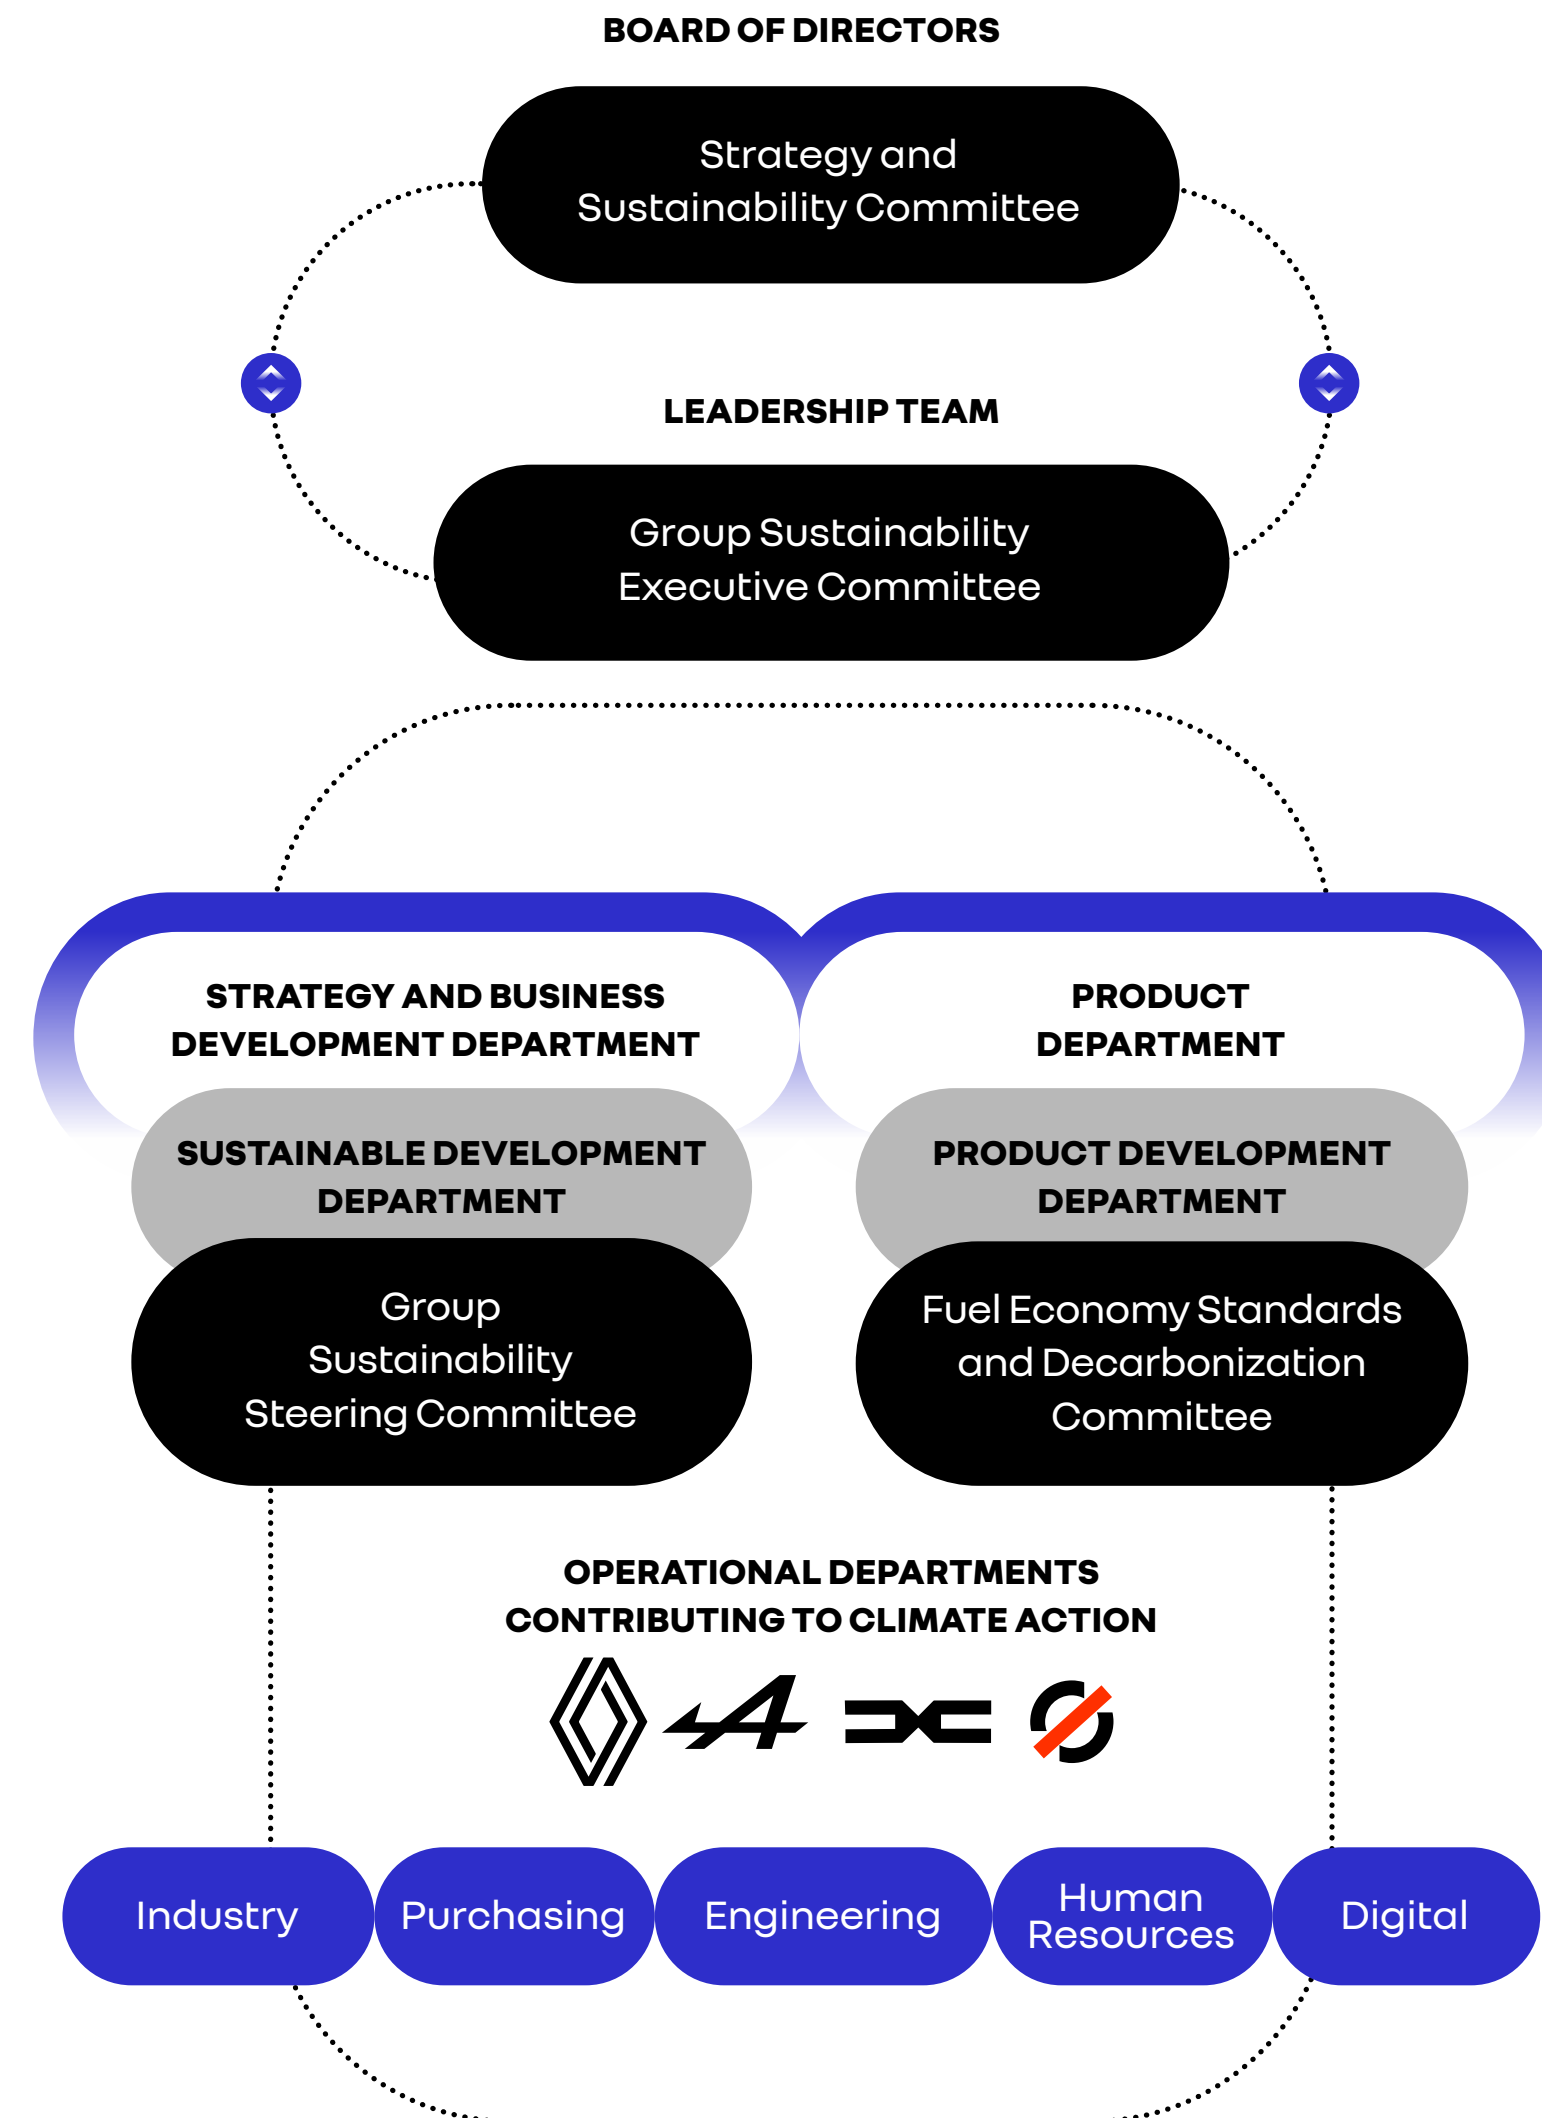 BOARD OF DIRECTORS
Strategy and
Sustainability Committee
LEADERSHIP TEAM
Group Sustainability
Executive Committee
STRATEGY AND BUSINESS
DEVELOPMENT DEPARTMENT
SUSTAINABLE DEVELOPMENT
DEPARTMENT
Group
Sustainability
Steering Committee
PRODUCT
DEPARTMENT
PRODUCT DEVELOPMENT
DEPARTMENT
Fuel Economy Standards
and Decarbonization
Committee
OPERATIONAL DEPARTMENTS
CONTRIBUTING TO CLIMATE ACTION
Industry
Purchasing
Engineering
Human
Resources
Digital